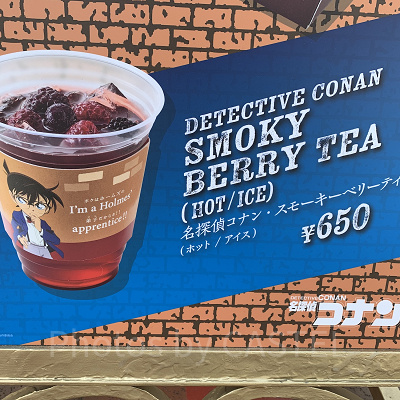 DETECTIVE CONAN
SMOKY
BERRY TEA
(HOT/ICE)
名探偵コナン・スモーキーベリーティ
(ホット / アイス)
¥650
I'm a Holmes'
apprentice!!
DETECTIVE CONAN
名探偵コナン